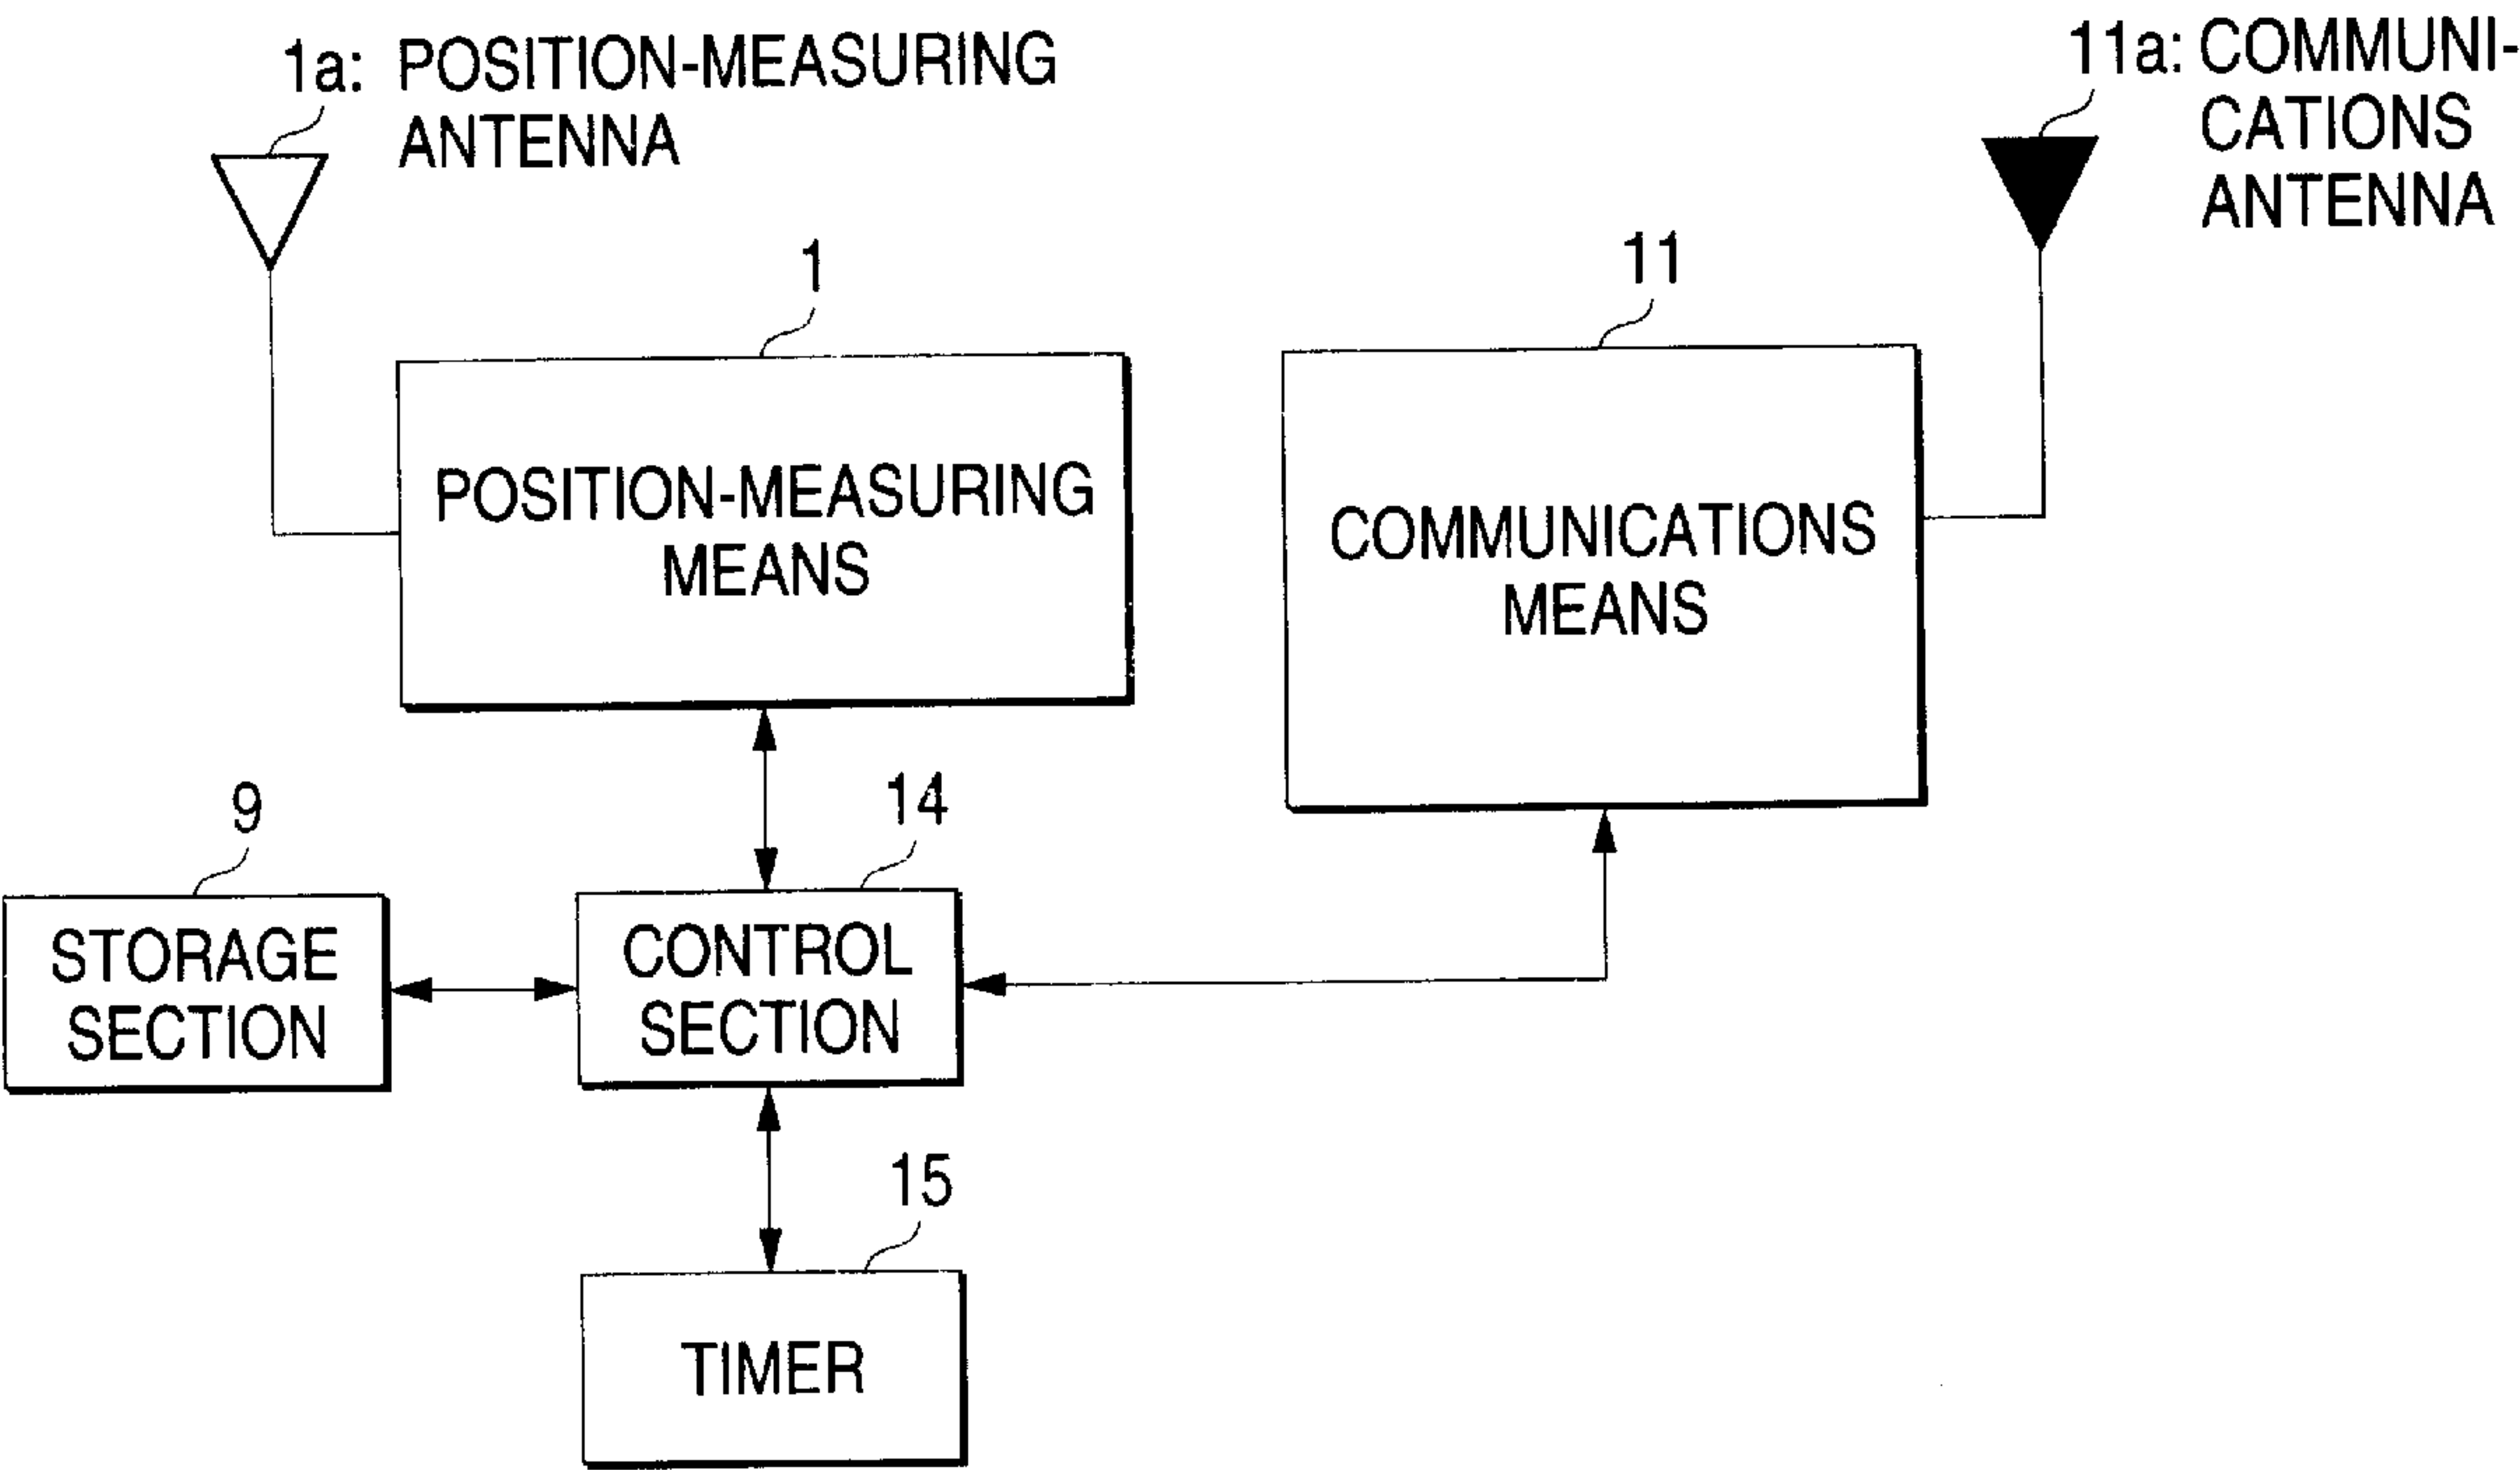 1a: POSITION-MEASURING
ANTENNA
11a: COMMUNI-
CATIONS
ANTENNA
1
11
POSITION-MEASURING
MEANS
COMMUNICATIONS
MEANS
9
14
STORAGE
SECTION
CONTROL
SECTION
15
TIMER